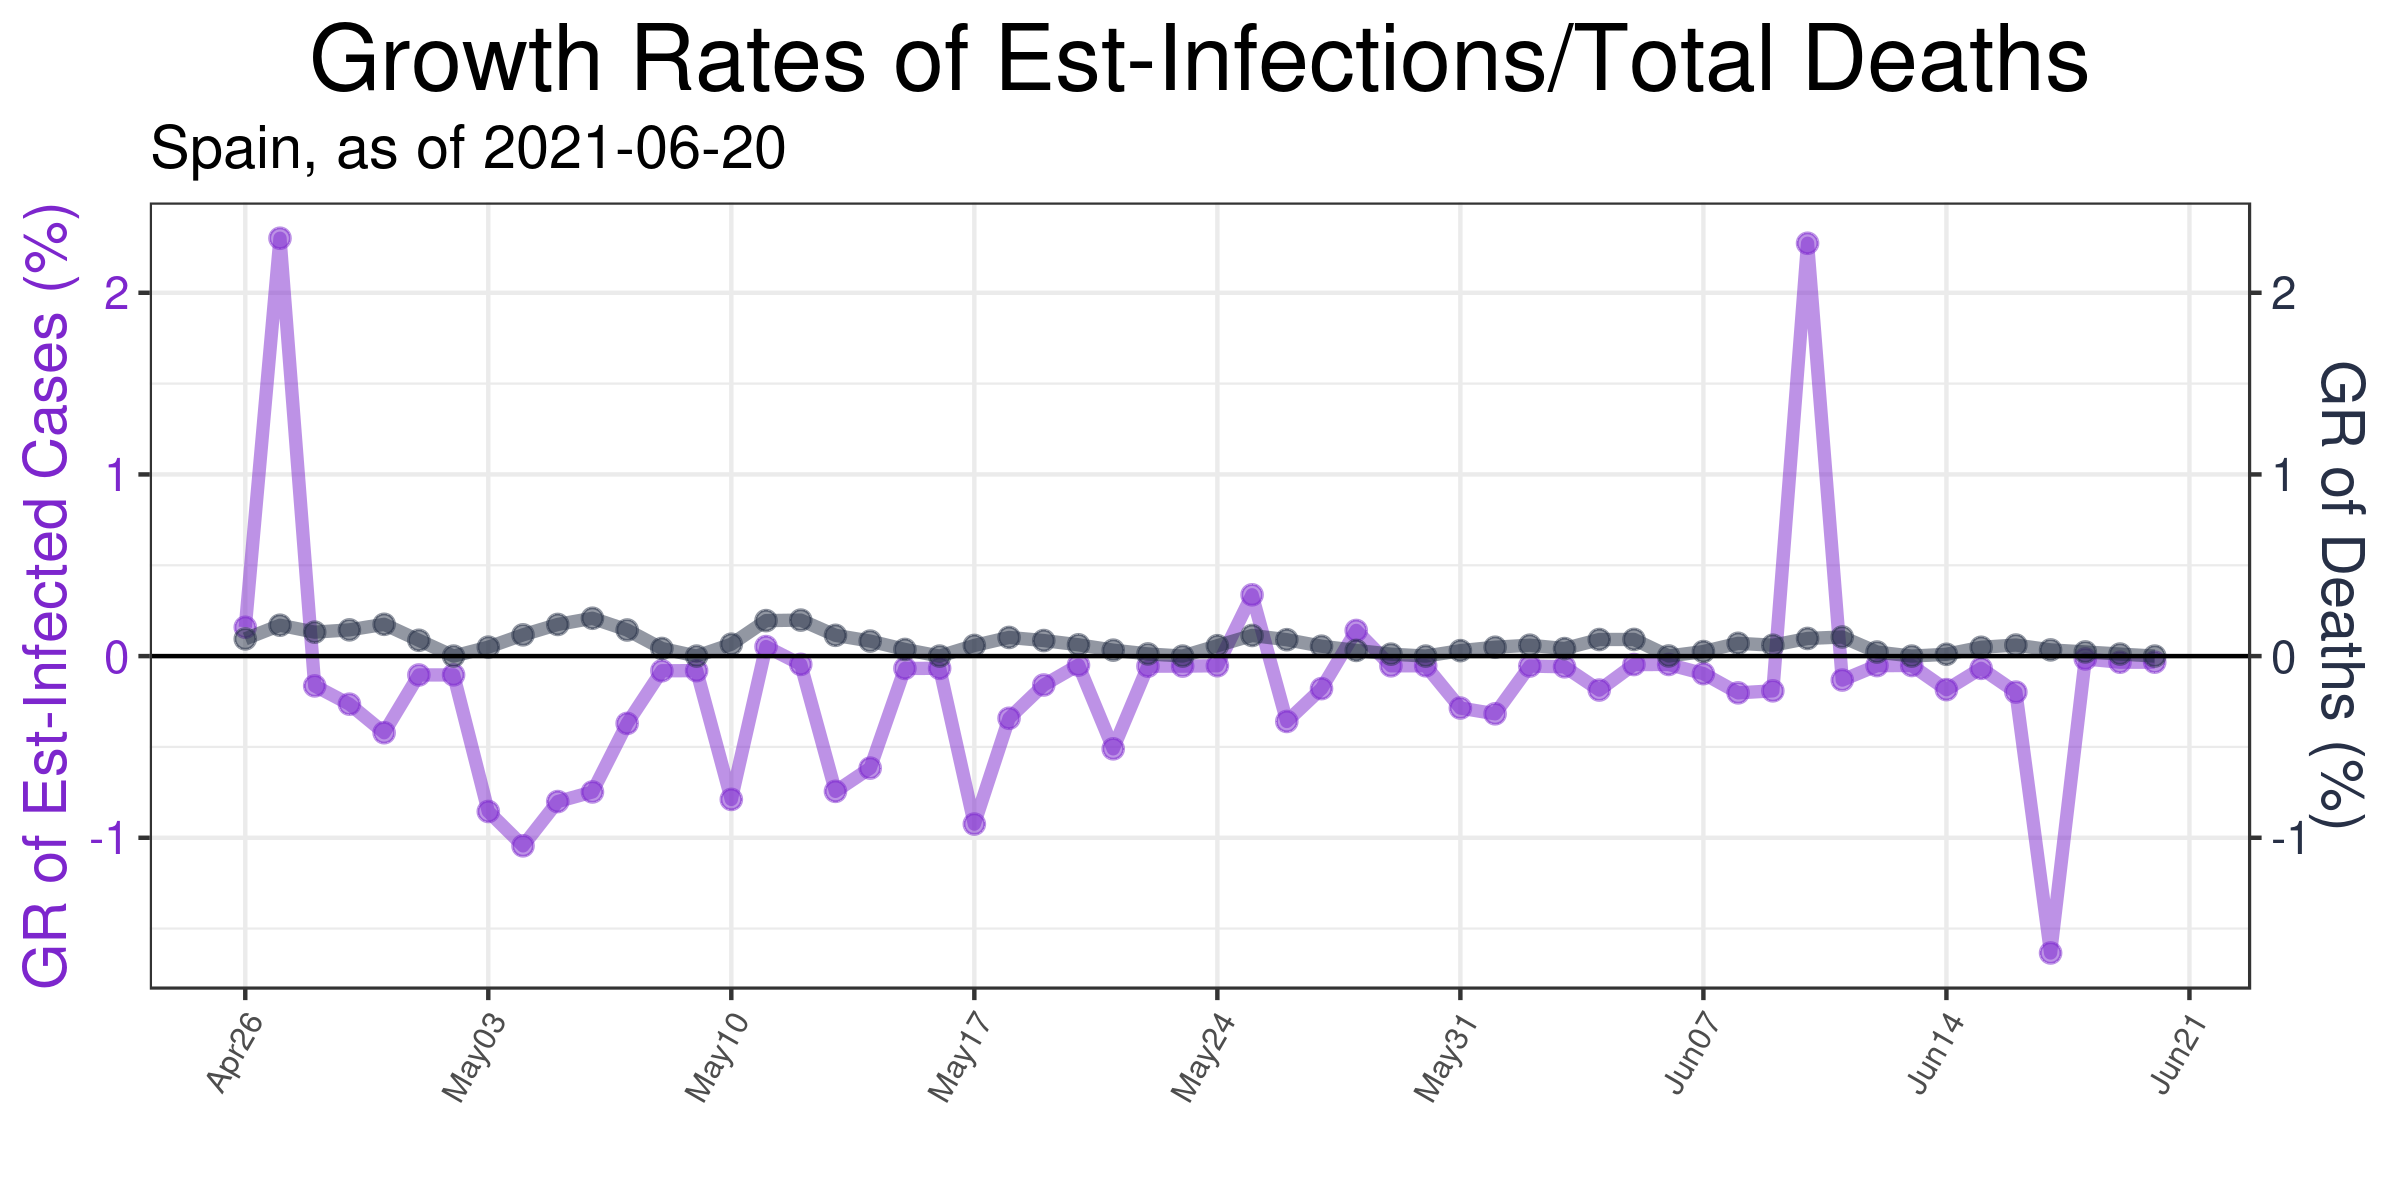 Growth Rates of Est-Infections/Total Deaths
Spain, as of 2021-06-20
GR of Est-Infected Cases (%)
2
1
0
-1
2
1
0
-1
GR of Deaths (%)
Apr26
May03
May10
May17
May24
May31
Jun07
Jun14
Jun21